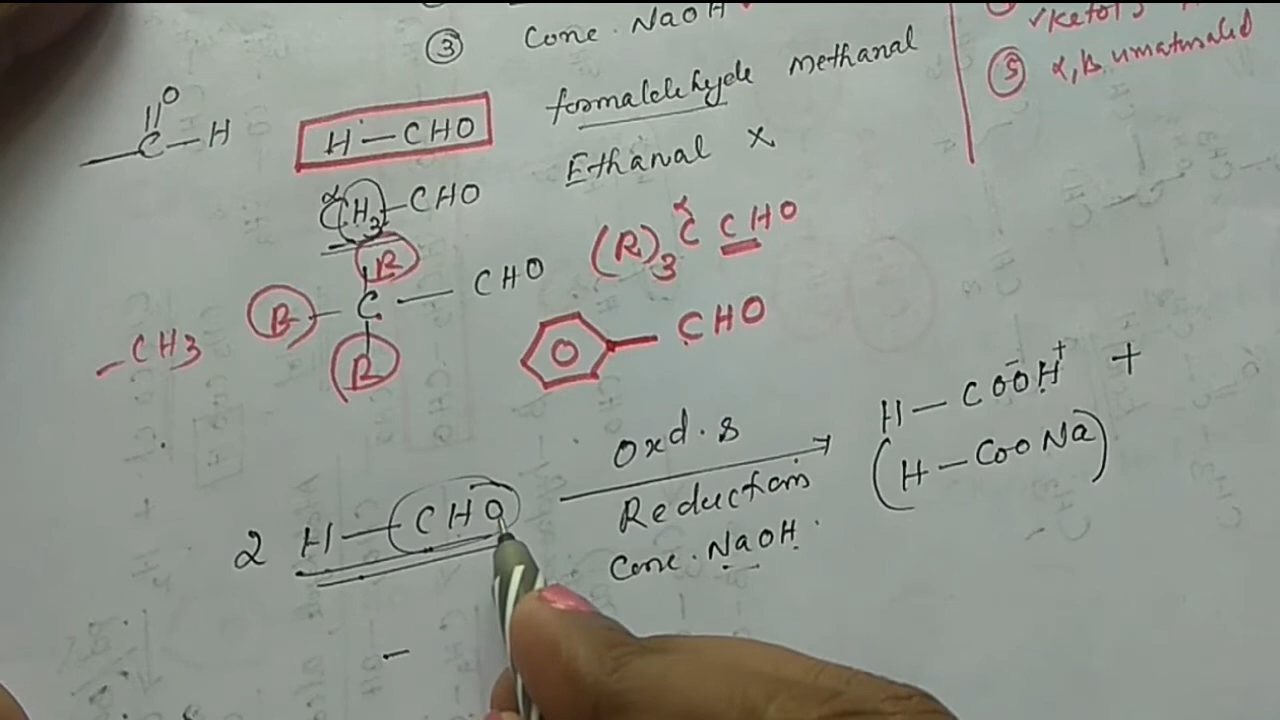 ③ Conc. NaOH
✓ketols
⑤ α,β unsaturated
O
C—H
H—CHO formaldehyde methanal
α
CH3—CHO Ethanal X
R
R—C—CHO (R)3 C CHO
α
—CH3
R
CHO
2 H—CHO oxd. & Reduction Conc. NaOH → H—COO⁻H⁺ +
(H—COONa)